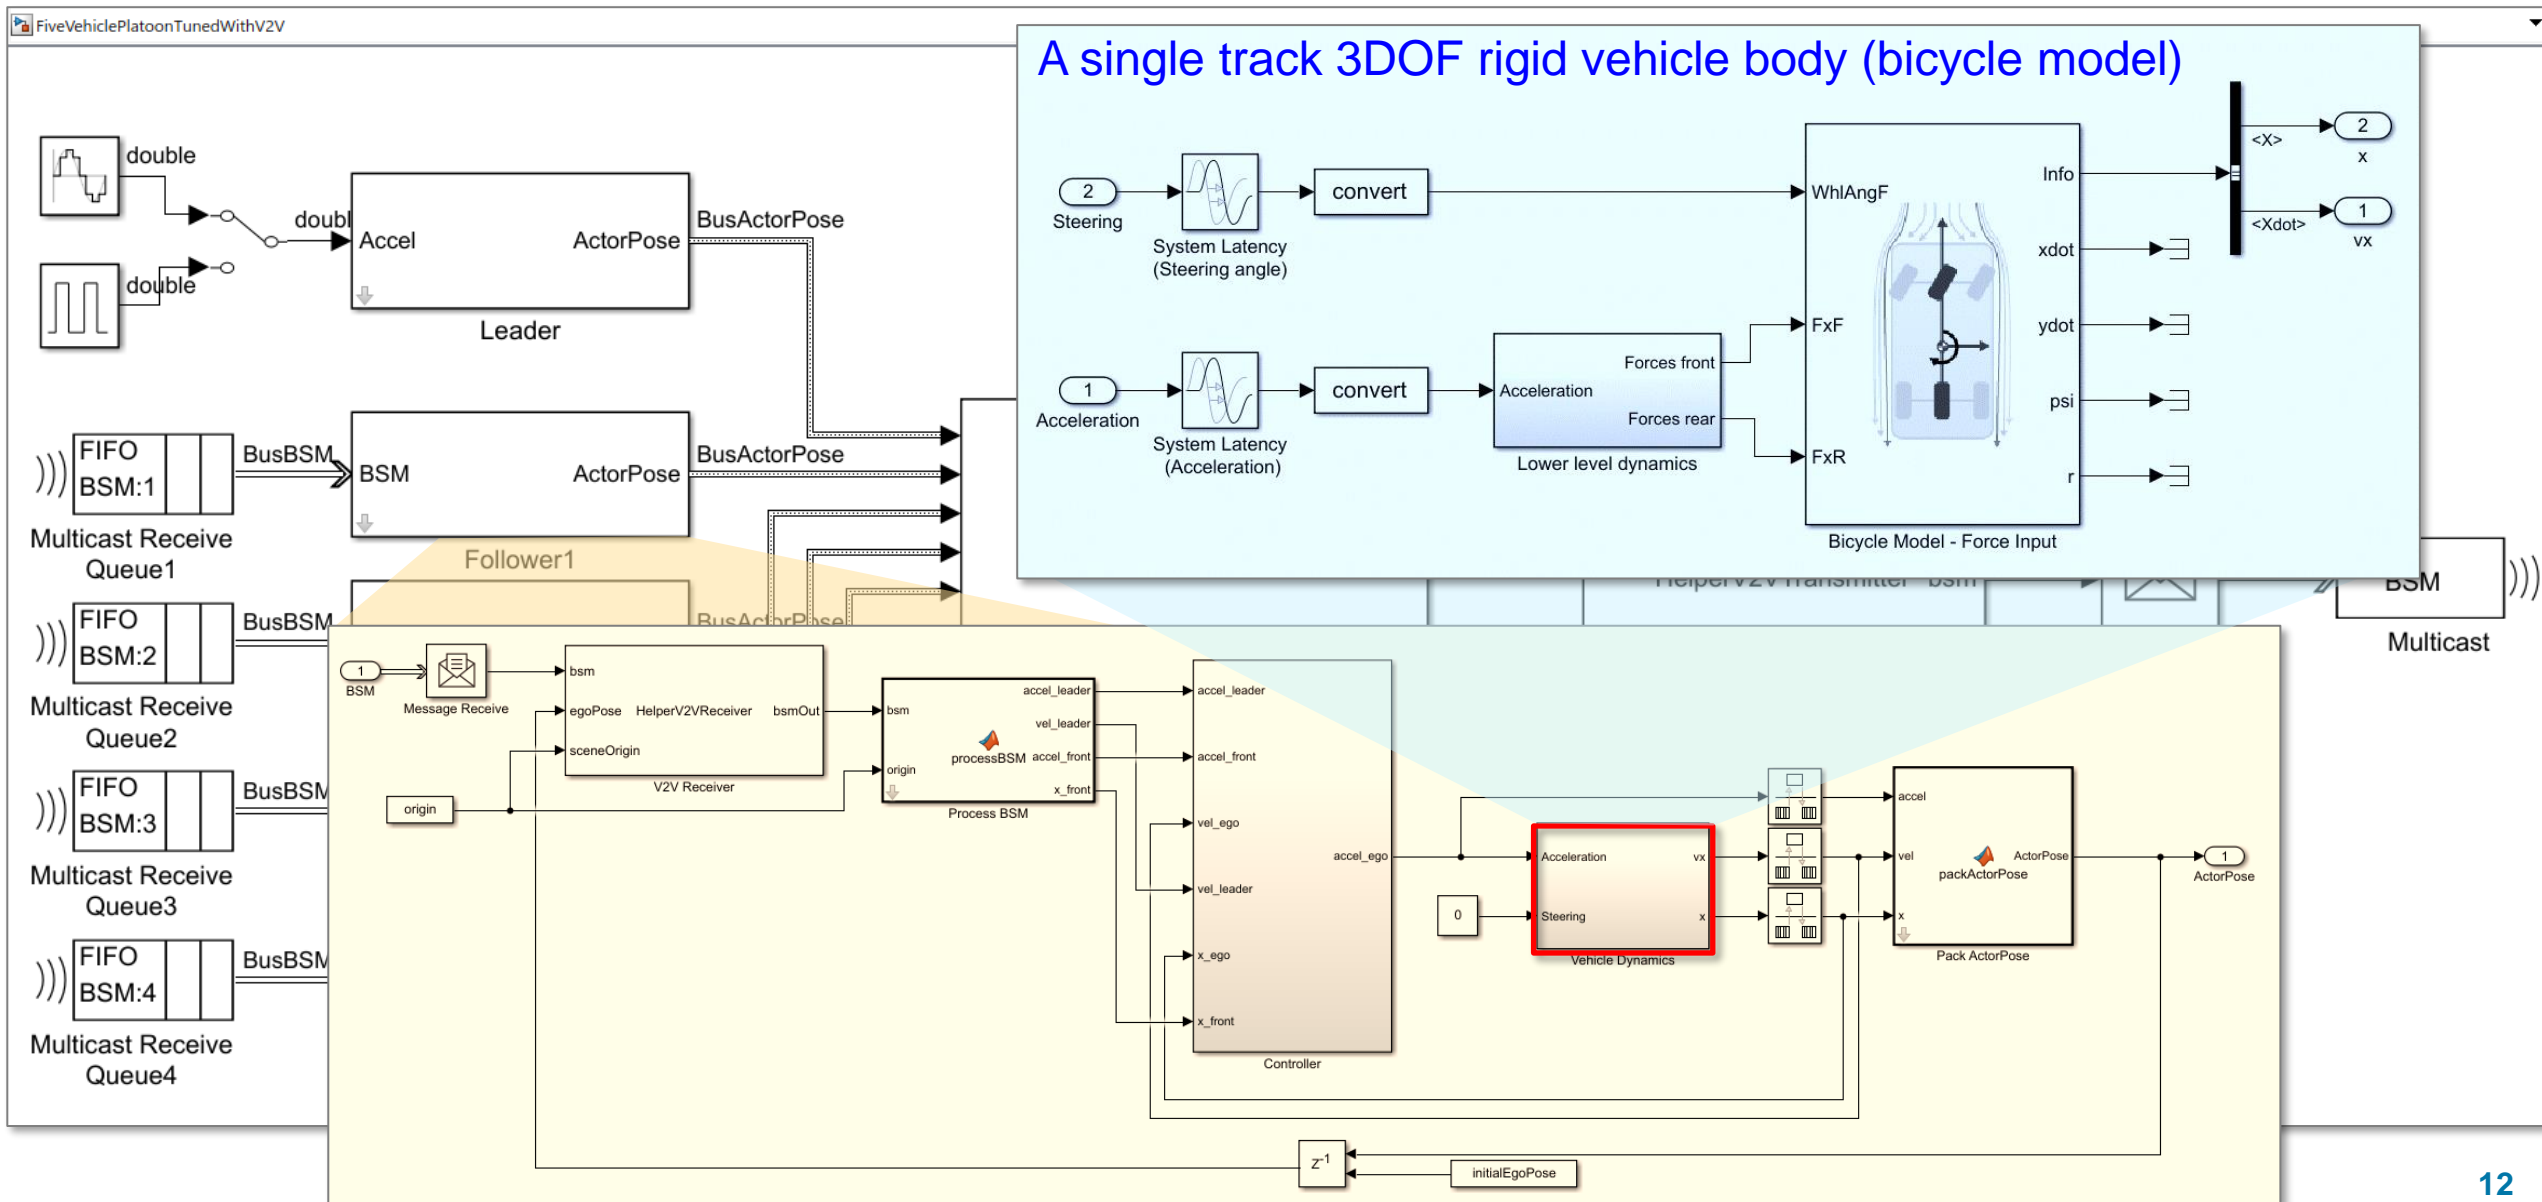 FiveVehiclePlatoonTunedWithV2V
A single track 3DOF rigid vehicle body (bicycle model)
double
double
doubl
Accel
ActorPose
BusActorPose
Leader
FIFO
BSM:1
BusBSM
BSM
ActorPose
BusActorPose
Multicast Receive
Queue1
Follower1
FIFO
BSM:2
BusBSM
BusActorPose
Multicast Receive
Queue2
FIFO
BSM:3
BusBSM
Multicast Receive
Queue3
FIFO
BSM:4
BusBSM
Multicast Receive
Queue4
2
Steering
System Latency
(Steering angle)
convert
1
Acceleration
System Latency
(Acceleration)
convert
Acceleration
Forces front
Forces rear
Lower level dynamics
WhlAngF
FxF
FxR
Info
xdot
ydot
psi
r
Bicycle Model - Force Input
<X>
2
x
<Xdot>
1
vx
HelperV2VTransmitter bsm
BSM
Multicast
1
BSM
Message Receive
bsm
egoPose
HelperV2VReceiver
bsmOut
sceneOrigin
V2V Receiver
origin
bsm
origin
processBSM
accel_leader
vel_leader
accel_front
x_front
Process BSM
accel_leader
accel_front
vel_ego
vel_leader
x_ego
x_front
accel_ego
Controller
0
Acceleration
Steering
vx
x
Vehicle Dynamics
accel
vel
x
packActorPose
ActorPose
Pack ActorPose
1
ActorPose
z-1
initialEgoPose
12